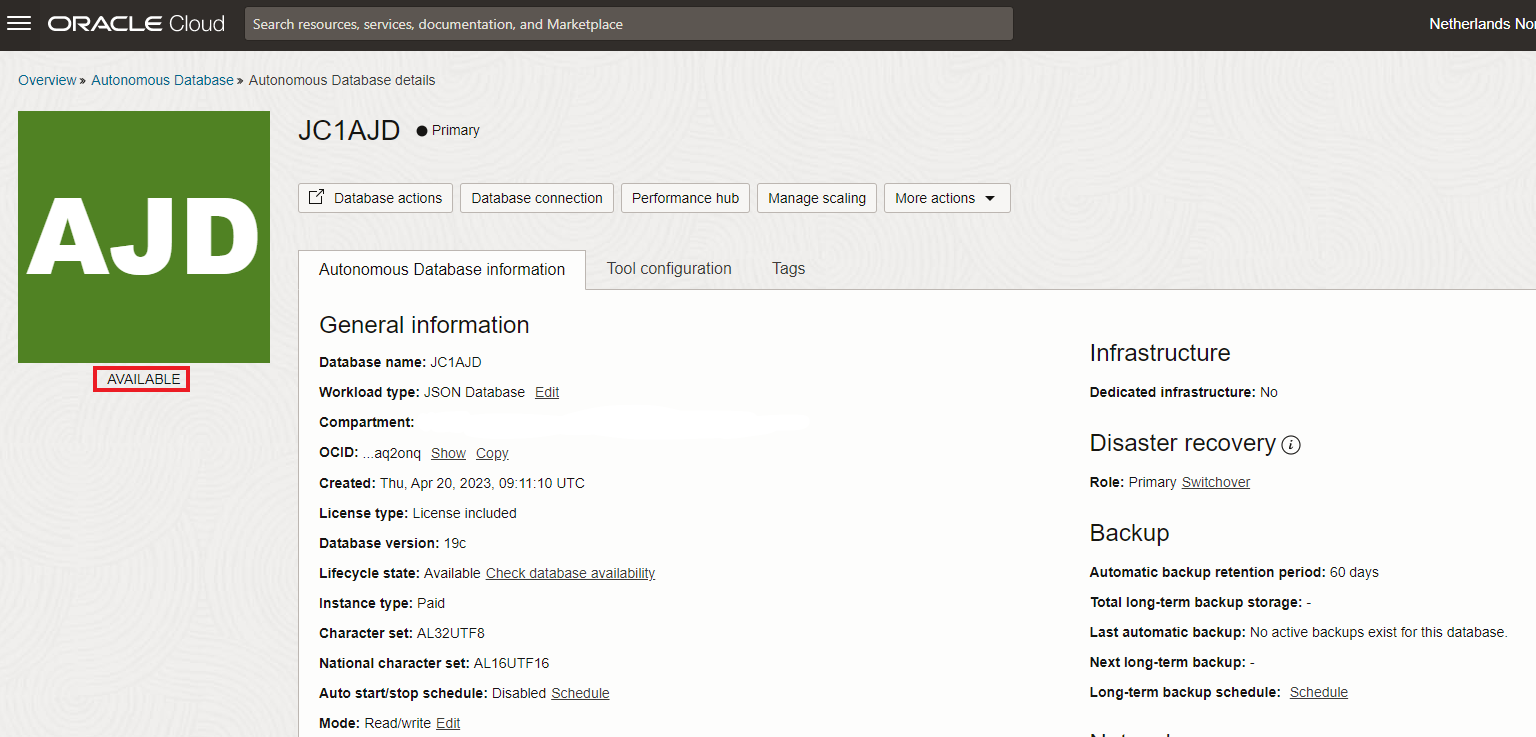 ORACLE Cloud
Search resources, services, documentation, and Marketplace
Netherlands
Overview » Autonomous Database » Autonomous Database details
AJD
AVAILABLE
JC1AJD
Primary
Database actions
Database connection
Performance hub
Manage scaling
More actions
Autonomous Database information
Tool configuration
Tags
General information
Database name: JC1AJD
Workload type: JSON Database Edit
Compartment:
OCID: ...aq2onq Show Copy
Created: Thu, Apr 20, 2023, 09:11:10 UTC
License type: License included
Database version: 19c
Lifecycle state: Available Check database availability
Instance type: Paid
Character set: AL32UTF8
National character set: AL16UTF16
Auto start/stop schedule: Disabled Schedule
Mode: Read/write Edit
Infrastructure
Dedicated infrastructure: No
Disaster recovery
Role: Primary Switchover
Backup
Automatic backup retention period: 60 days
Total long-term backup storage: -
Last automatic backup: No active backups exist for this database.
Next long-term backup: -
Long-term backup schedule: Schedule